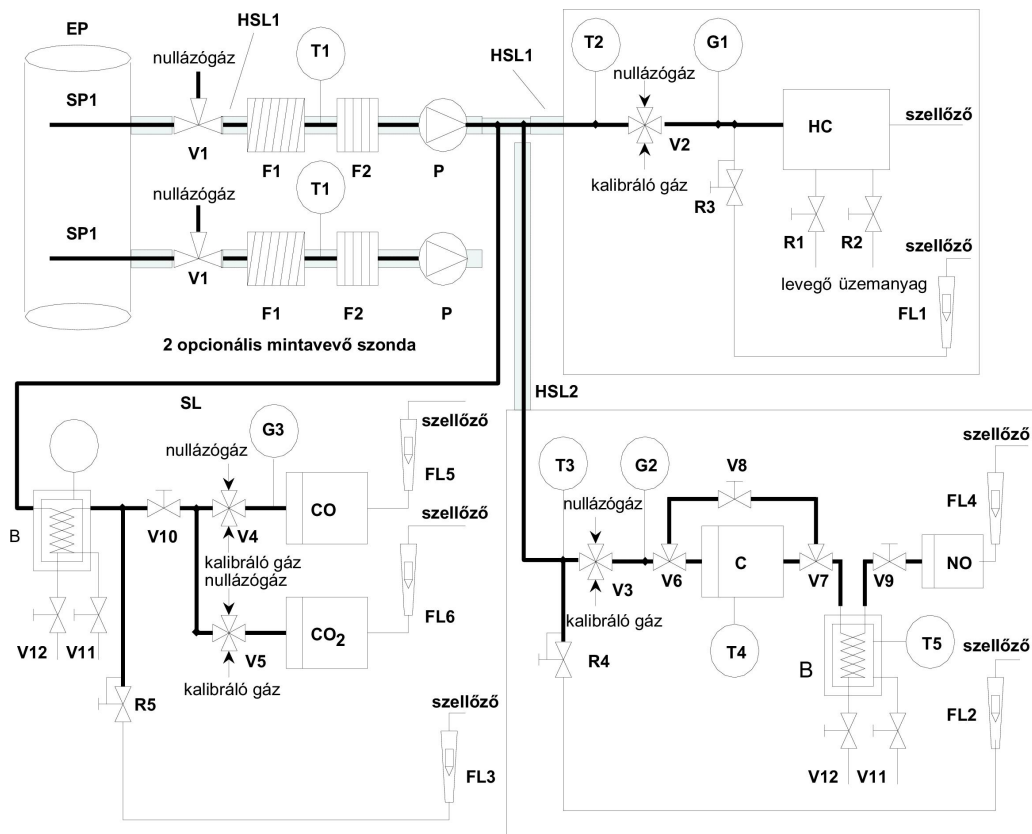 EP
HSL1
nullázógáz
T1
SP1
V1
F1
F2
P
nullázógáz
T1
SP1
V1
F1
F2
P
2 opcionális mintavevő szonda
HSL1
T2
nullázógáz
G1
V2
kalibráló gáz
HC
szellőző
R3
R1
R2
levegő
üzemanyag
szellőző
FL1
HSL2
SL
G3
nullázógáz
szellőző
FL5
B
V10
V4
CO
kalibráló gáz
nullázógáz
szellőző
FL6
V5
CO2
kalibráló gáz
V12
V11
R5
szellőző
FL3
T3
G2
V8
nullázógáz
szellőző
FL4
V3
V6
C
V7
V9
NO
kalibráló gáz
R4
T4
B
T5
szellőző
FL2
V12
V11